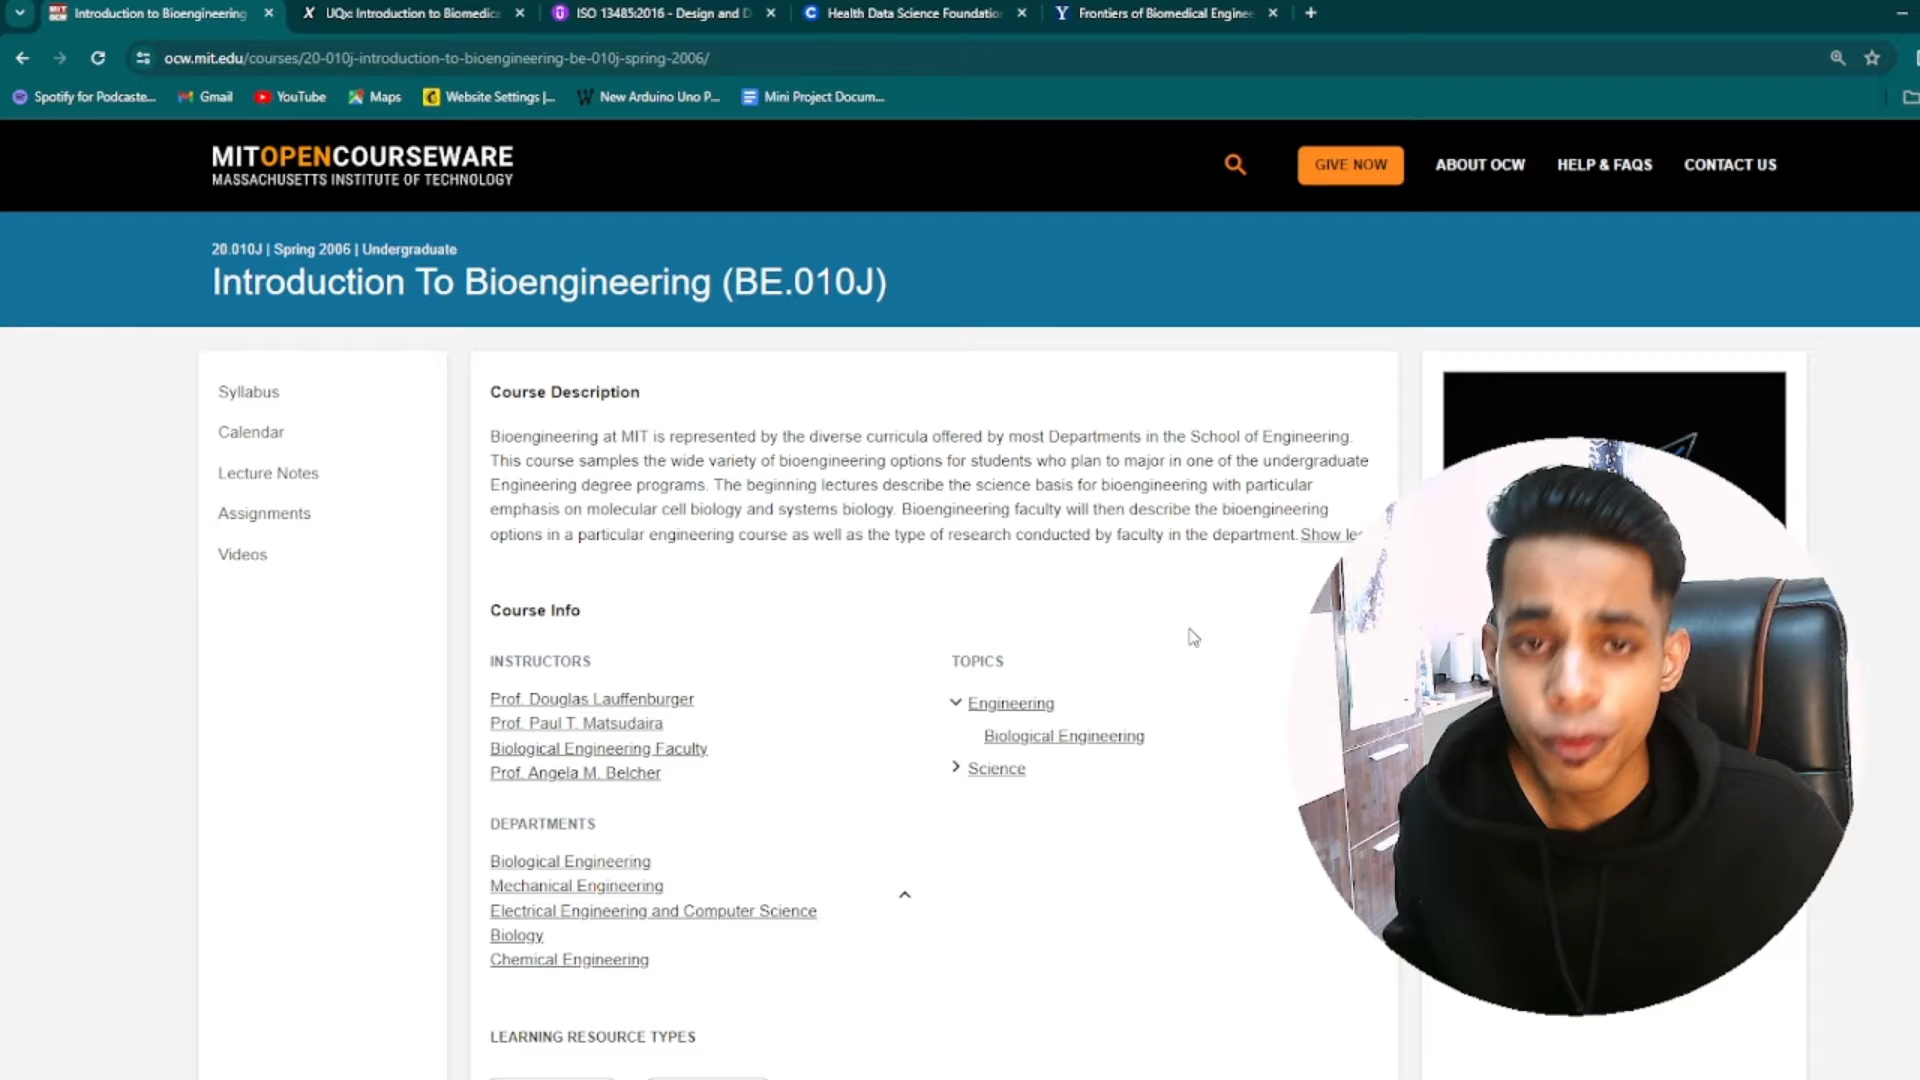 Introduction to Bioengineering
UQx: Introduction to Biomedica
ISO 13485:2016 - Design and D
Health Data Science Foundation
Frontiers of Biomedical Enginee
ocw.mit.edu/courses/20-010j-introduction-to-bioengineering-be-010j-spring-2006/
Spotify for Podcaste...
Gmail
YouTube
Maps
Website Settings |...
New Arduino Uno P...
Mini Project Docum...
MITOPENCOURSEWARE
MASSACHUSETTS INSTITUTE OF TECHNOLOGY
GIVE NOW
ABOUT OCW
HELP & FAQS
CONTACT US
20.010J | Spring 2006 | Undergraduate
Introduction To Bioengineering (BE.010J)
Syllabus
Calendar
Lecture Notes
Assignments
Videos
Course Description
Bioengineering at MIT is represented by the diverse curricula offered by most Departments in the School of Engineering.
This course samples the wide variety of bioengineering options for students who plan to major in one of the undergraduate
Engineering degree programs. The beginning lectures describe the science basis for bioengineering with particular
emphasis on molecular cell biology and systems biology. Bioengineering faculty will then describe the bioengineering
options in a particular engineering course as well as the type of research conducted by faculty in the department. Show le
Course Info
INSTRUCTORS
Prof. Douglas Lauffenburger
Prof. Paul T. Matsudaira
Biological Engineering Faculty
Prof. Angela M. Belcher
DEPARTMENTS
Biological Engineering
Mechanical Engineering
Electrical Engineering and Computer Science
Biology
Chemical Engineering
TOPICS
Engineering
Biological Engineering
Science
LEARNING RESOURCE TYPES